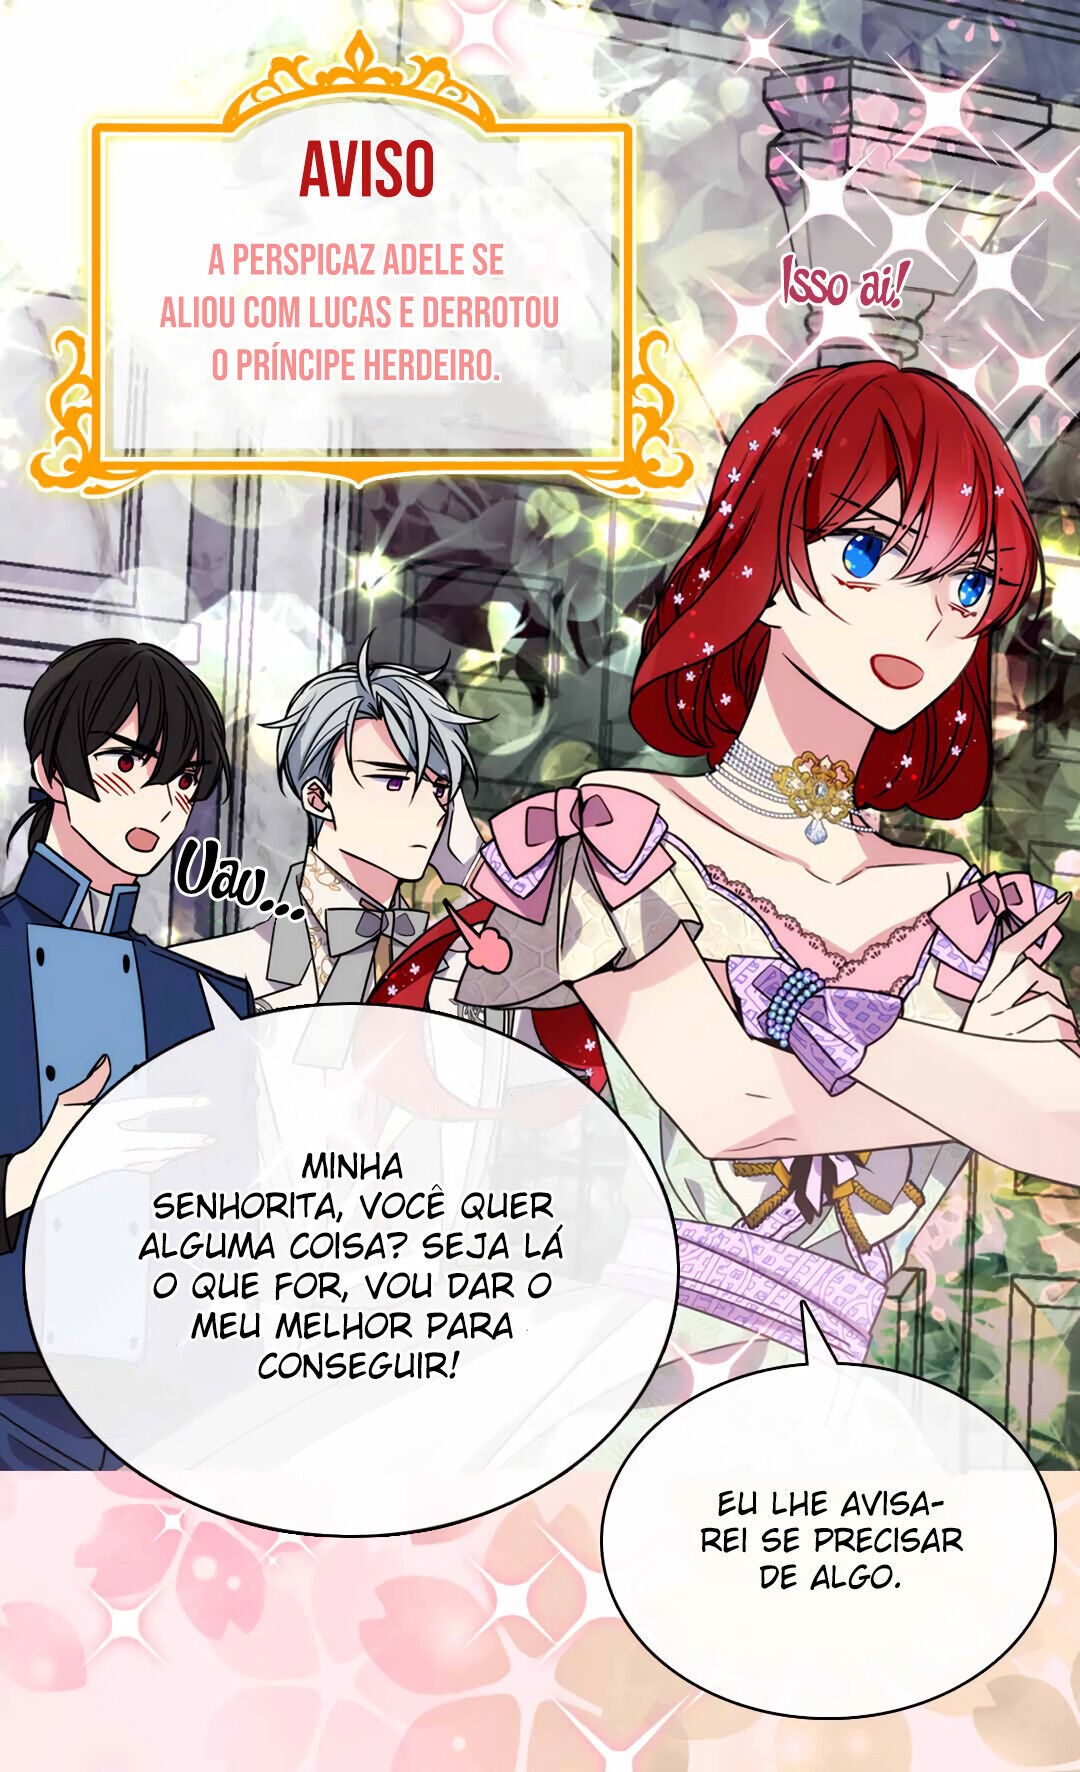 AVISO
A PERSPICAZ ADELE SE
ALIOU COM LUCAS E DERROTOU
O PRÍNCIPE HERDEIRO.
Isso ai!
Uau...
MINHA
SENHORITA, VOCÊ QUER
ALGUMA COISA? SEJA LÁ
O QUE FOR, VOU DAR O
MEU MELHOR PARA
CONSEGUIR!
EU LHE AVISA-
REI SE PRECISAR
DE ALGO.